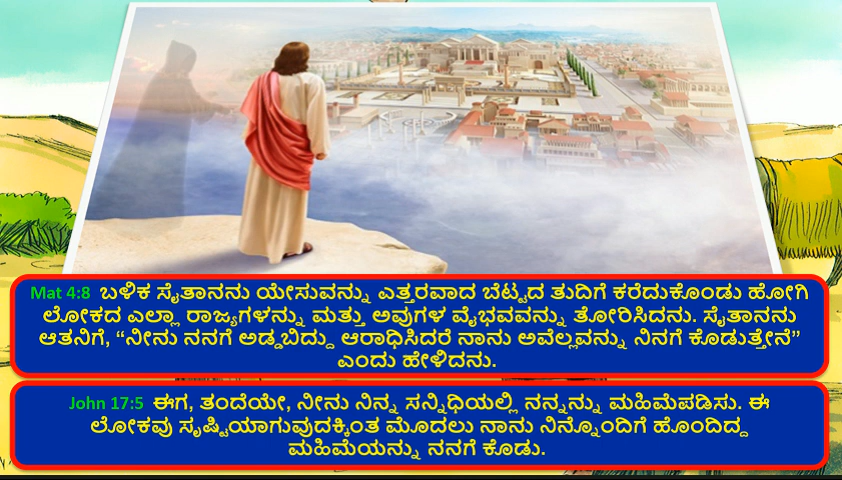 Mat 4:8 ಬಳಿಕ ಸೈತಾನನು ಯೇಸುವನ್ನು ಎತ್ತರವಾದ ಬೆಟ್ಟದ ತುದಿಗೆ ಕರೆದುಕೊಂಡು ಹೋಗಿ
ಲೋಕದ ಎಲ್ಲಾ ರಾಜ್ಯಗಳನ್ನು ಮತ್ತು ಅವುಗಳ ವೈಭವವನ್ನು ತೋರಿಸಿದನು. ಸೈತಾನನು
ಆತನಿಗೆ, “ನೀನು ನನಗೆ ಅಡ್ಡಬಿದ್ದು ಆರಾಧಿಸಿದರೆ ನಾನು ಅವೆಲ್ಲವನ್ನು ನಿನಗೆ ಕೊಡುತ್ತೇನೆ”
ಎಂದು ಹೇಳಿದನು.
John 17:5 ಈಗ, ತಂದೆಯೇ, ನೀನು ನಿನ್ನ ಸನ್ನಿಧಿಯಲ್ಲಿ ನನ್ನನ್ನು ಮಹಿಮೆಪಡಿಸು. ಈ
ಲೋಕವು ಸೃಷ್ಟಿಯಾಗುವುದಕ್ಕಿಂತ ಮೊದಲು ನಾನು ನಿನ್ನೊಂದಿಗೆ ಹೊಂದಿದ್ದ
ಮಹಿಮೆಯನ್ನು ನನಗೆ ಕೊಡು.